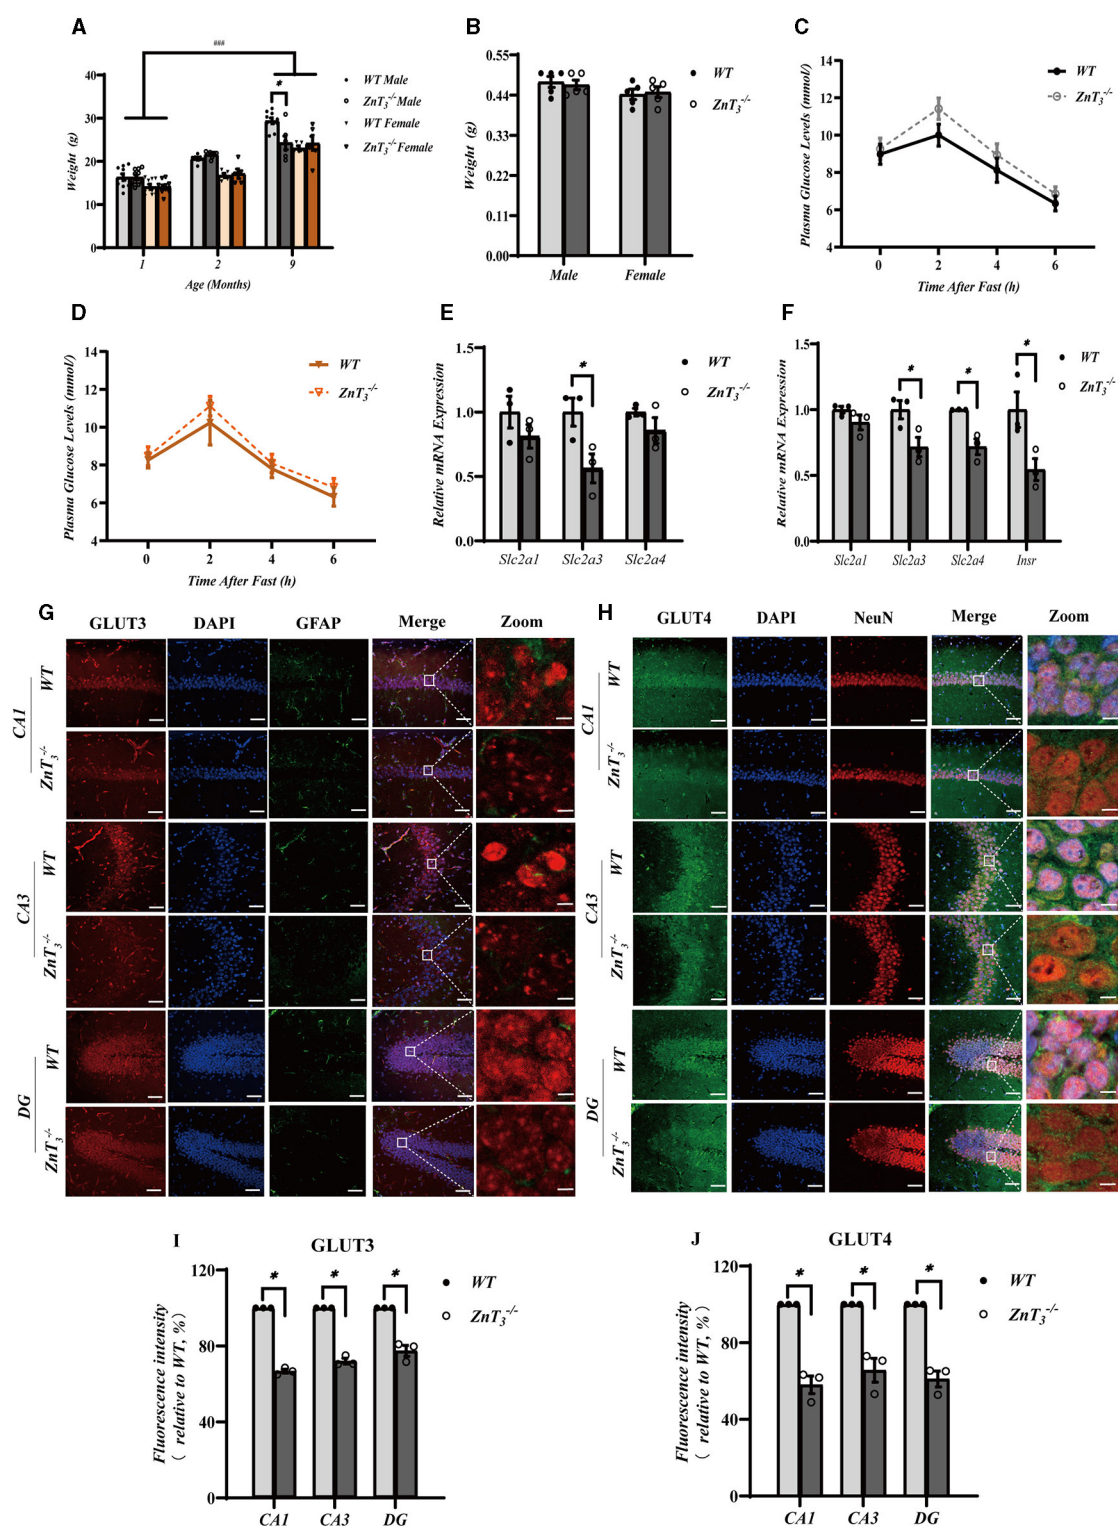 A
###
*
Weight (g)
40
30
20
10
0
1
2
9
Age (Months)
WT Male
ZnT3-/-Male
WT Female
ZnT3-/-Female
B
Weight (g)
0.55
0.44
0.33
0.22
0.11
0.00
Male
Female
WT
ZnT3-/-
C
Plasma Glucose Levels (mmol/)
14
12
10
8
6
4
0
2
4
6
Time After Fast (h)
WT
ZnT3-/-
D
Plasma Glucose Levels (mmol/)
14
12
10
8
6
4
0
2
4
6
Time After Fast (h)
WT
ZnT3-/-
E
Relative mRNA Expression
1.5
1.0
0.5
0.0
*
Slc2a1
Slc2a3
Slc2a4
WT
ZnT3-/-
F
Relative mRNA Expression
1.5
1.0
0.5
0.0
*
*
*
Slc2a1
Slc2a3
Slc2a4
Insr
WT
ZnT3-/-
G
GLUT3 DAPI GFAP Merge Zoom
CA1
WT
ZnT3-/-
CA3
WT
ZnT3-/-
DG
WT
ZnT3-/-
H
GLUT4 DAPI NeuN Merge Zoom
CA1
WT
ZnT3-/-
CA3
WT
ZnT3-/-
DG
WT
ZnT3-/-
I
GLUT3
Fluorescence intensity
( relative to WT, %)
120
80
40
0
*
*
*
CA1
CA3
DG
WT
ZnT3-/-
J
GLUT4
Fluorescence intensity
( relative to WT, %)
120
90
60
30
0
*
*
*
CA1
CA3
DG
WT
ZnT3-/-